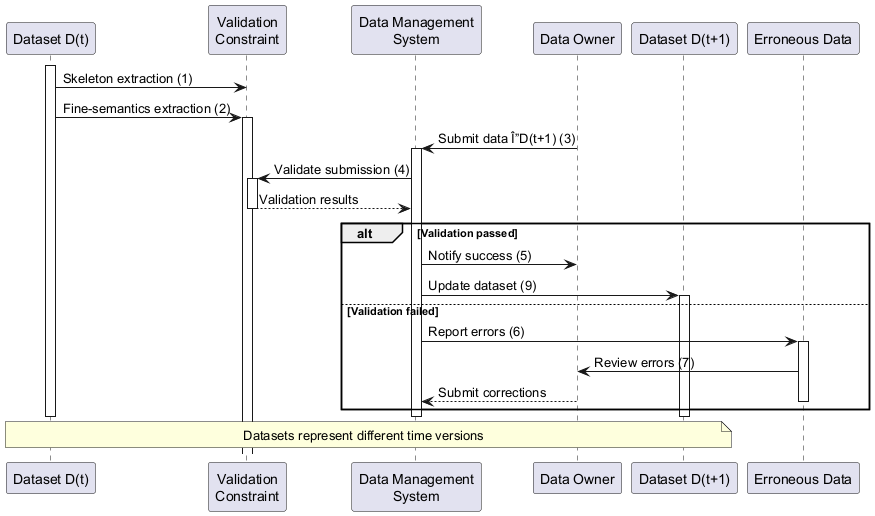 Dataset D(t)
Validation
Constraint
Data Management
System
Data Owner
Dataset D(t+1)
Erroneous Data
Skeleton extraction (1)
Fine-semantics extraction (2)
Submit data Î”D(t+1) (3)
Validate submission (4)
Validation results
alt
[Validation passed]
Notify success (5)
Update dataset (9)
[Validation failed]
Report errors (6)
Review errors (7)
Submit corrections
Datasets represent different time versions
Dataset D(t)
Validation
Constraint
Data Management
System
Data Owner
Dataset D(t+1)
Erroneous Data